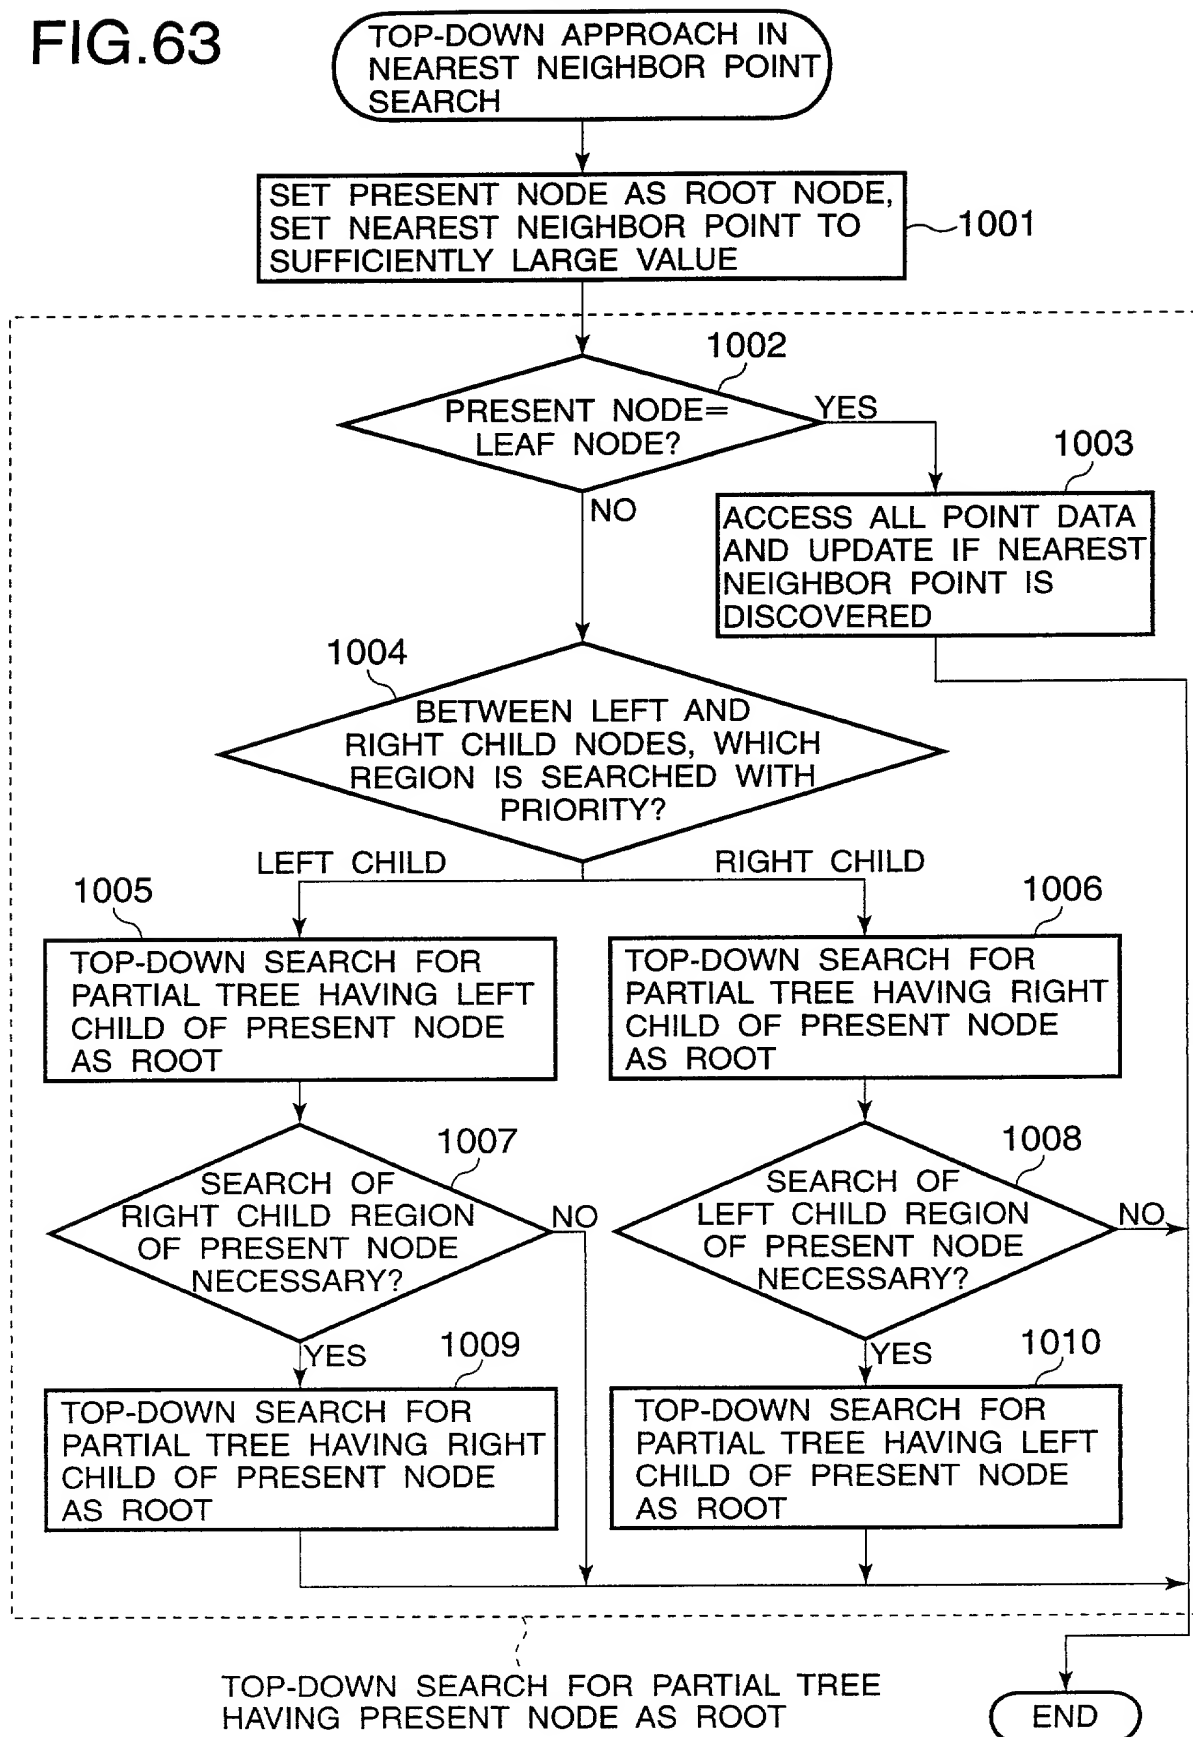 FIG.63
TOP-DOWN APPROACH IN
NEAREST NEIGHBOR POINT
SEARCH
SET PRESENT NODE AS ROOT NODE,
SET NEAREST NEIGHBOR POINT TO
SUFFICIENTLY LARGE VALUE
1001
1002
PRESENT NODE=
LEAF NODE?
YES
NO
1003
ACCESS ALL POINT DATA
AND UPDATE IF NEAREST
NEIGHBOR POINT IS
DISCOVERED
1004
BETWEEN LEFT AND
RIGHT CHILD NODES, WHICH
REGION IS SEARCHED WITH
PRIORITY?
LEFT CHILD
RIGHT CHILD
1005
TOP-DOWN SEARCH FOR
PARTIAL TREE HAVING LEFT
CHILD OF PRESENT NODE
AS ROOT
1006
TOP-DOWN SEARCH FOR
PARTIAL TREE HAVING RIGHT
CHILD OF PRESENT NODE
AS ROOT
1007
SEARCH OF
RIGHT CHILD REGION
OF PRESENT NODE
NECESSARY?
NO
YES
1008
SEARCH OF
LEFT CHILD REGION
OF PRESENT NODE
NECESSARY?
NO
YES
1009
TOP-DOWN SEARCH FOR
PARTIAL TREE HAVING RIGHT
CHILD OF PRESENT NODE
AS ROOT
1010
TOP-DOWN SEARCH FOR
PARTIAL TREE HAVING LEFT
CHILD OF PRESENT NODE
AS ROOT
TOP-DOWN SEARCH FOR PARTIAL TREE
HAVING PRESENT NODE AS ROOT
END